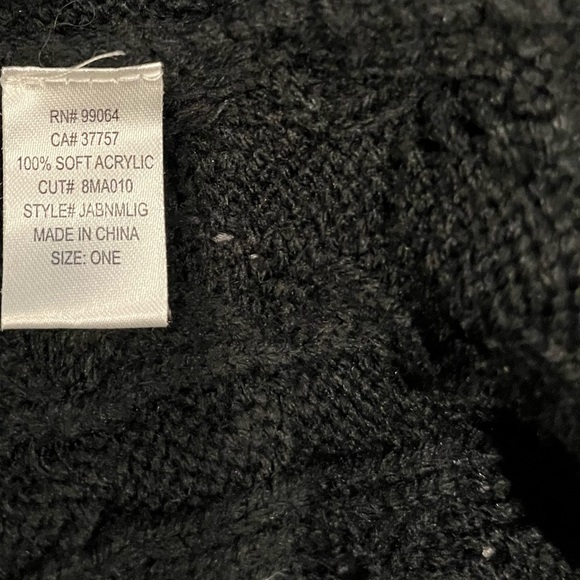 RN# 99064
CA# 37757
100% SOFT ACRYLIC
CUT# 8MA010
STYLE# JABNMLIG
MADE IN CHINA
SIZE: ONE